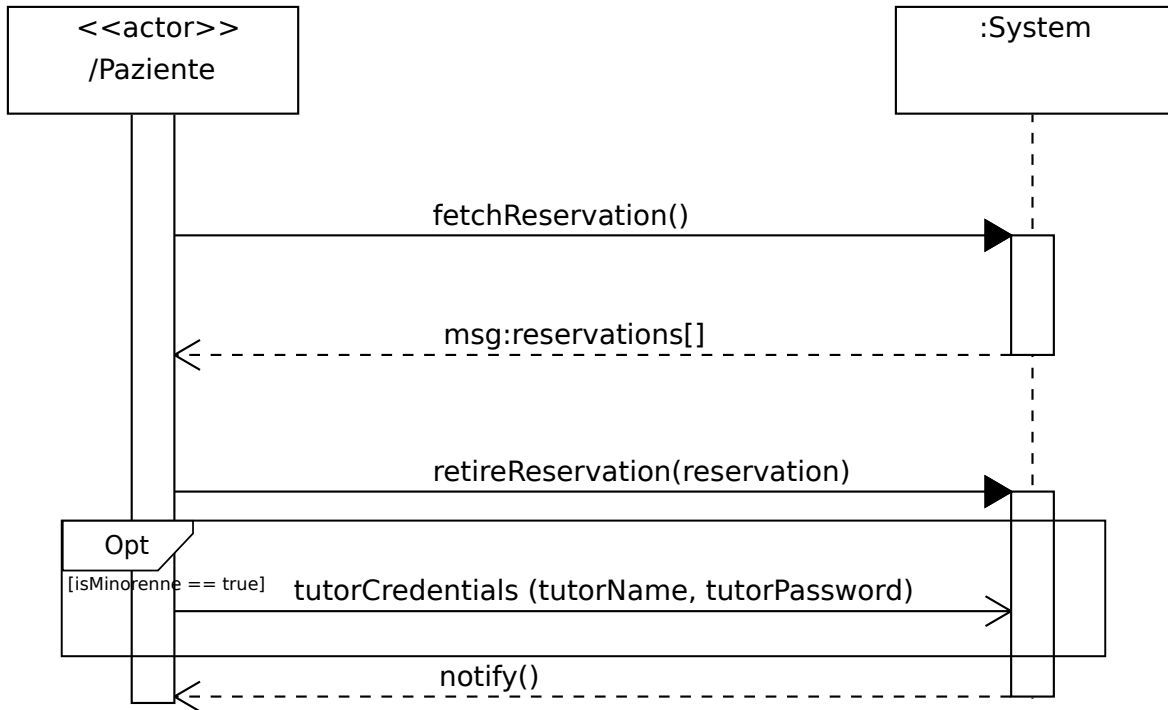 <<actor>>
/Paziente
:System
fetchReservation()
msg:reservations[]
retireReservation(reservation)
Opt
[isMinorenne == true]
tutorCredentials (tutorName, tutorPassword)
notify()